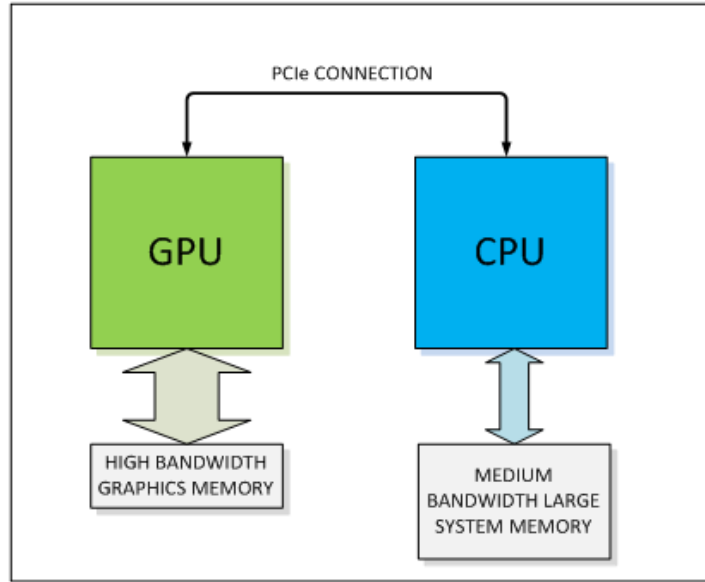 PCIe CONNECTION
GPU
CPU
HIGH BANDWIDTH
GRAPHICS MEMORY
MEDIUM
BANDWIDTH LARGE
SYSTEM MEMORY